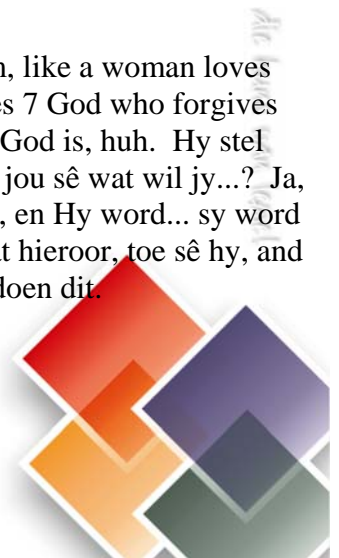 n, like a woman loves
es 7 God who forgives
God is, huh. Hy stel
jou sê wat wil jy...? Ja,
, en Hy word... sy word
t hieroor, toe sê hy, and
doen dit.